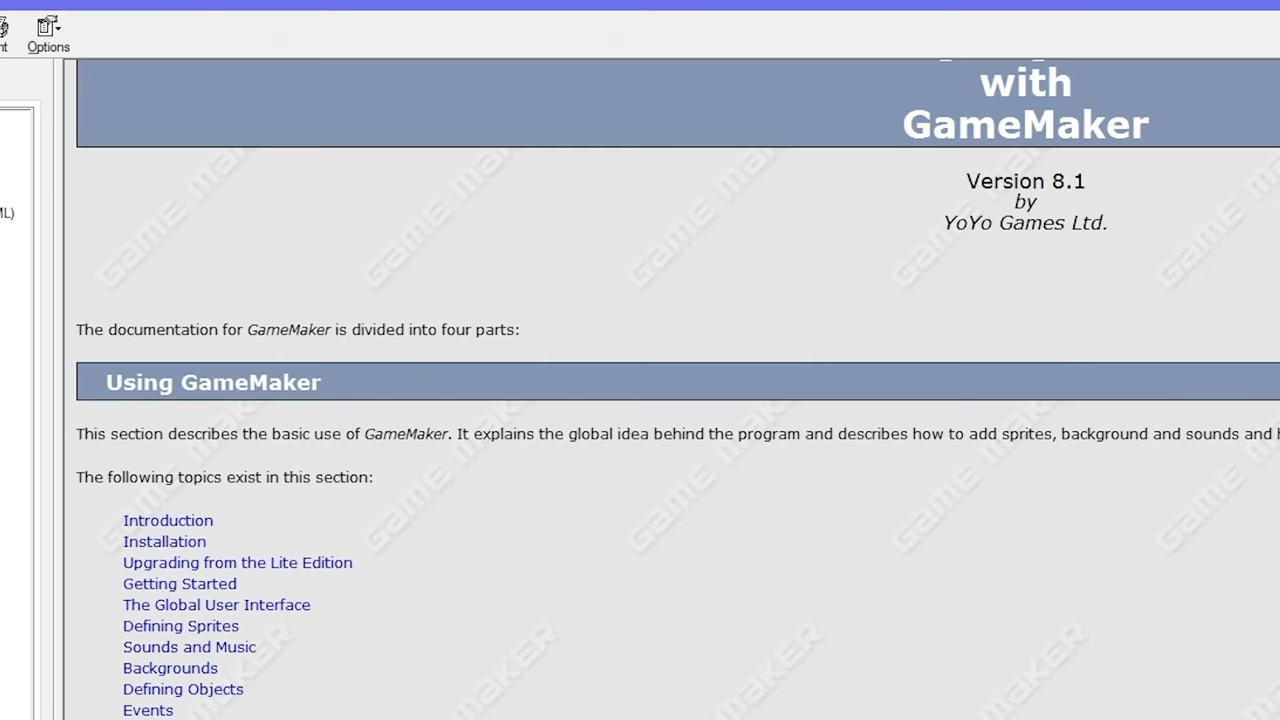 Options
with
GameMaker
Version 8.1
by
YoYo Games Ltd.
The documentation for GameMaker is divided into four parts:
Using GameMaker
This section describes the basic use of GameMaker. It explains the global idea behind the program and describes how to add sprites, background and sounds and
The following topics exist in this section:
Introduction
Installation
Upgrading from the Lite Edition
Getting Started
The Global User Interface
Defining Sprites
Sounds and Music
Backgrounds
Defining Objects
Events